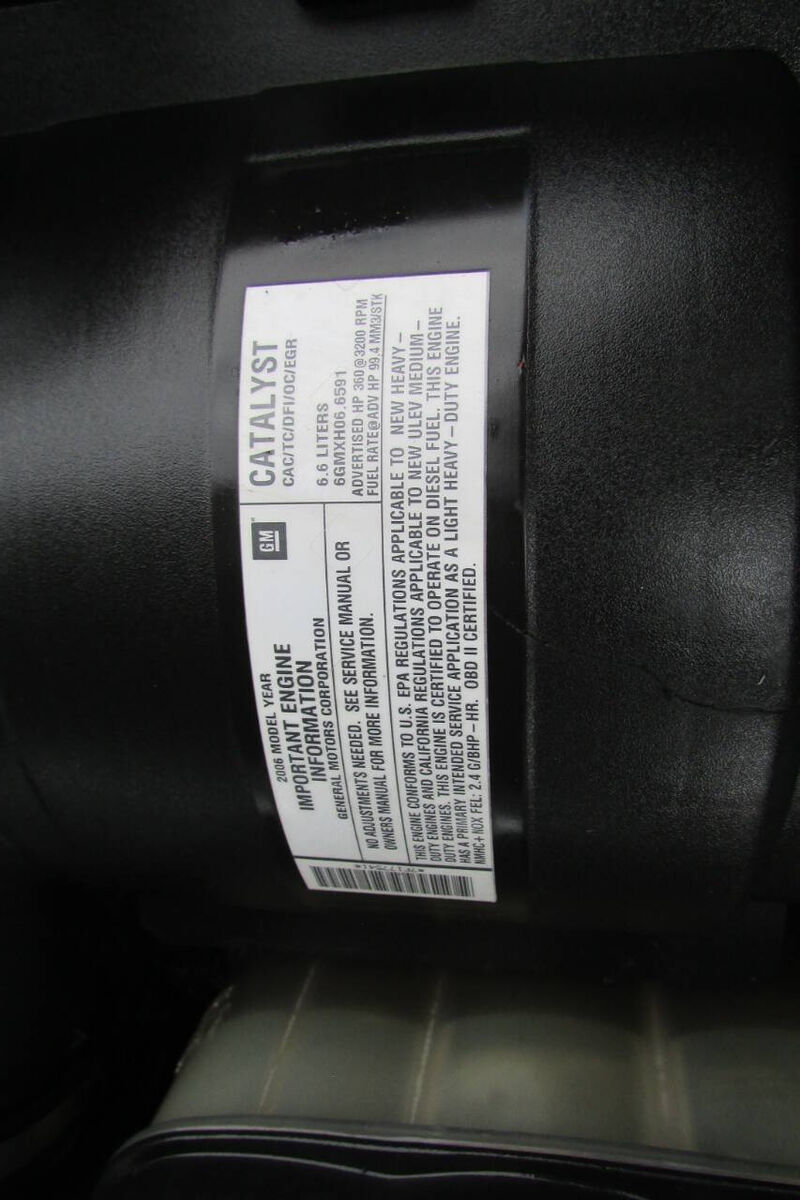 2006 MODEL YEAR
IMPORTANT ENGINE
INFORMATION
GENERAL MOTORS CORPORATION
GM
CATALYST
CAC/TC/DFI/OC/EGR
6.6 LITERS
6GMXH06.6591
ADVERTISED HP 360@3200 RPM
FUEL RATE@ADV HP 99.4 MM3/STK
NO ADJUSTMENTS NEEDED. SEE SERVICE MANUAL OR
OWNERS MANUAL FOR MORE INFORMATION.
THIS ENGINE CONFORMS TO U.S. EPA REGULATIONS APPLICABLE TO NEW HEAVY–
DUTY ENGINES AND CALIFORNIA REGULATIONS APPLICABLE TO NEW ULEV MEDIUM–
DUTY ENGINES. THIS ENGINE IS CERTIFIED TO OPERATE ON DIESEL FUEL. THIS ENGINE
HAS A PRIMARY INTENDED SERVICE APPLICATION AS A LIGHT HEAVY–DUTY ENGINE.
NMHC+NOX FEL: 2.4 G/BHP–HR. OBD II CERTIFIED.